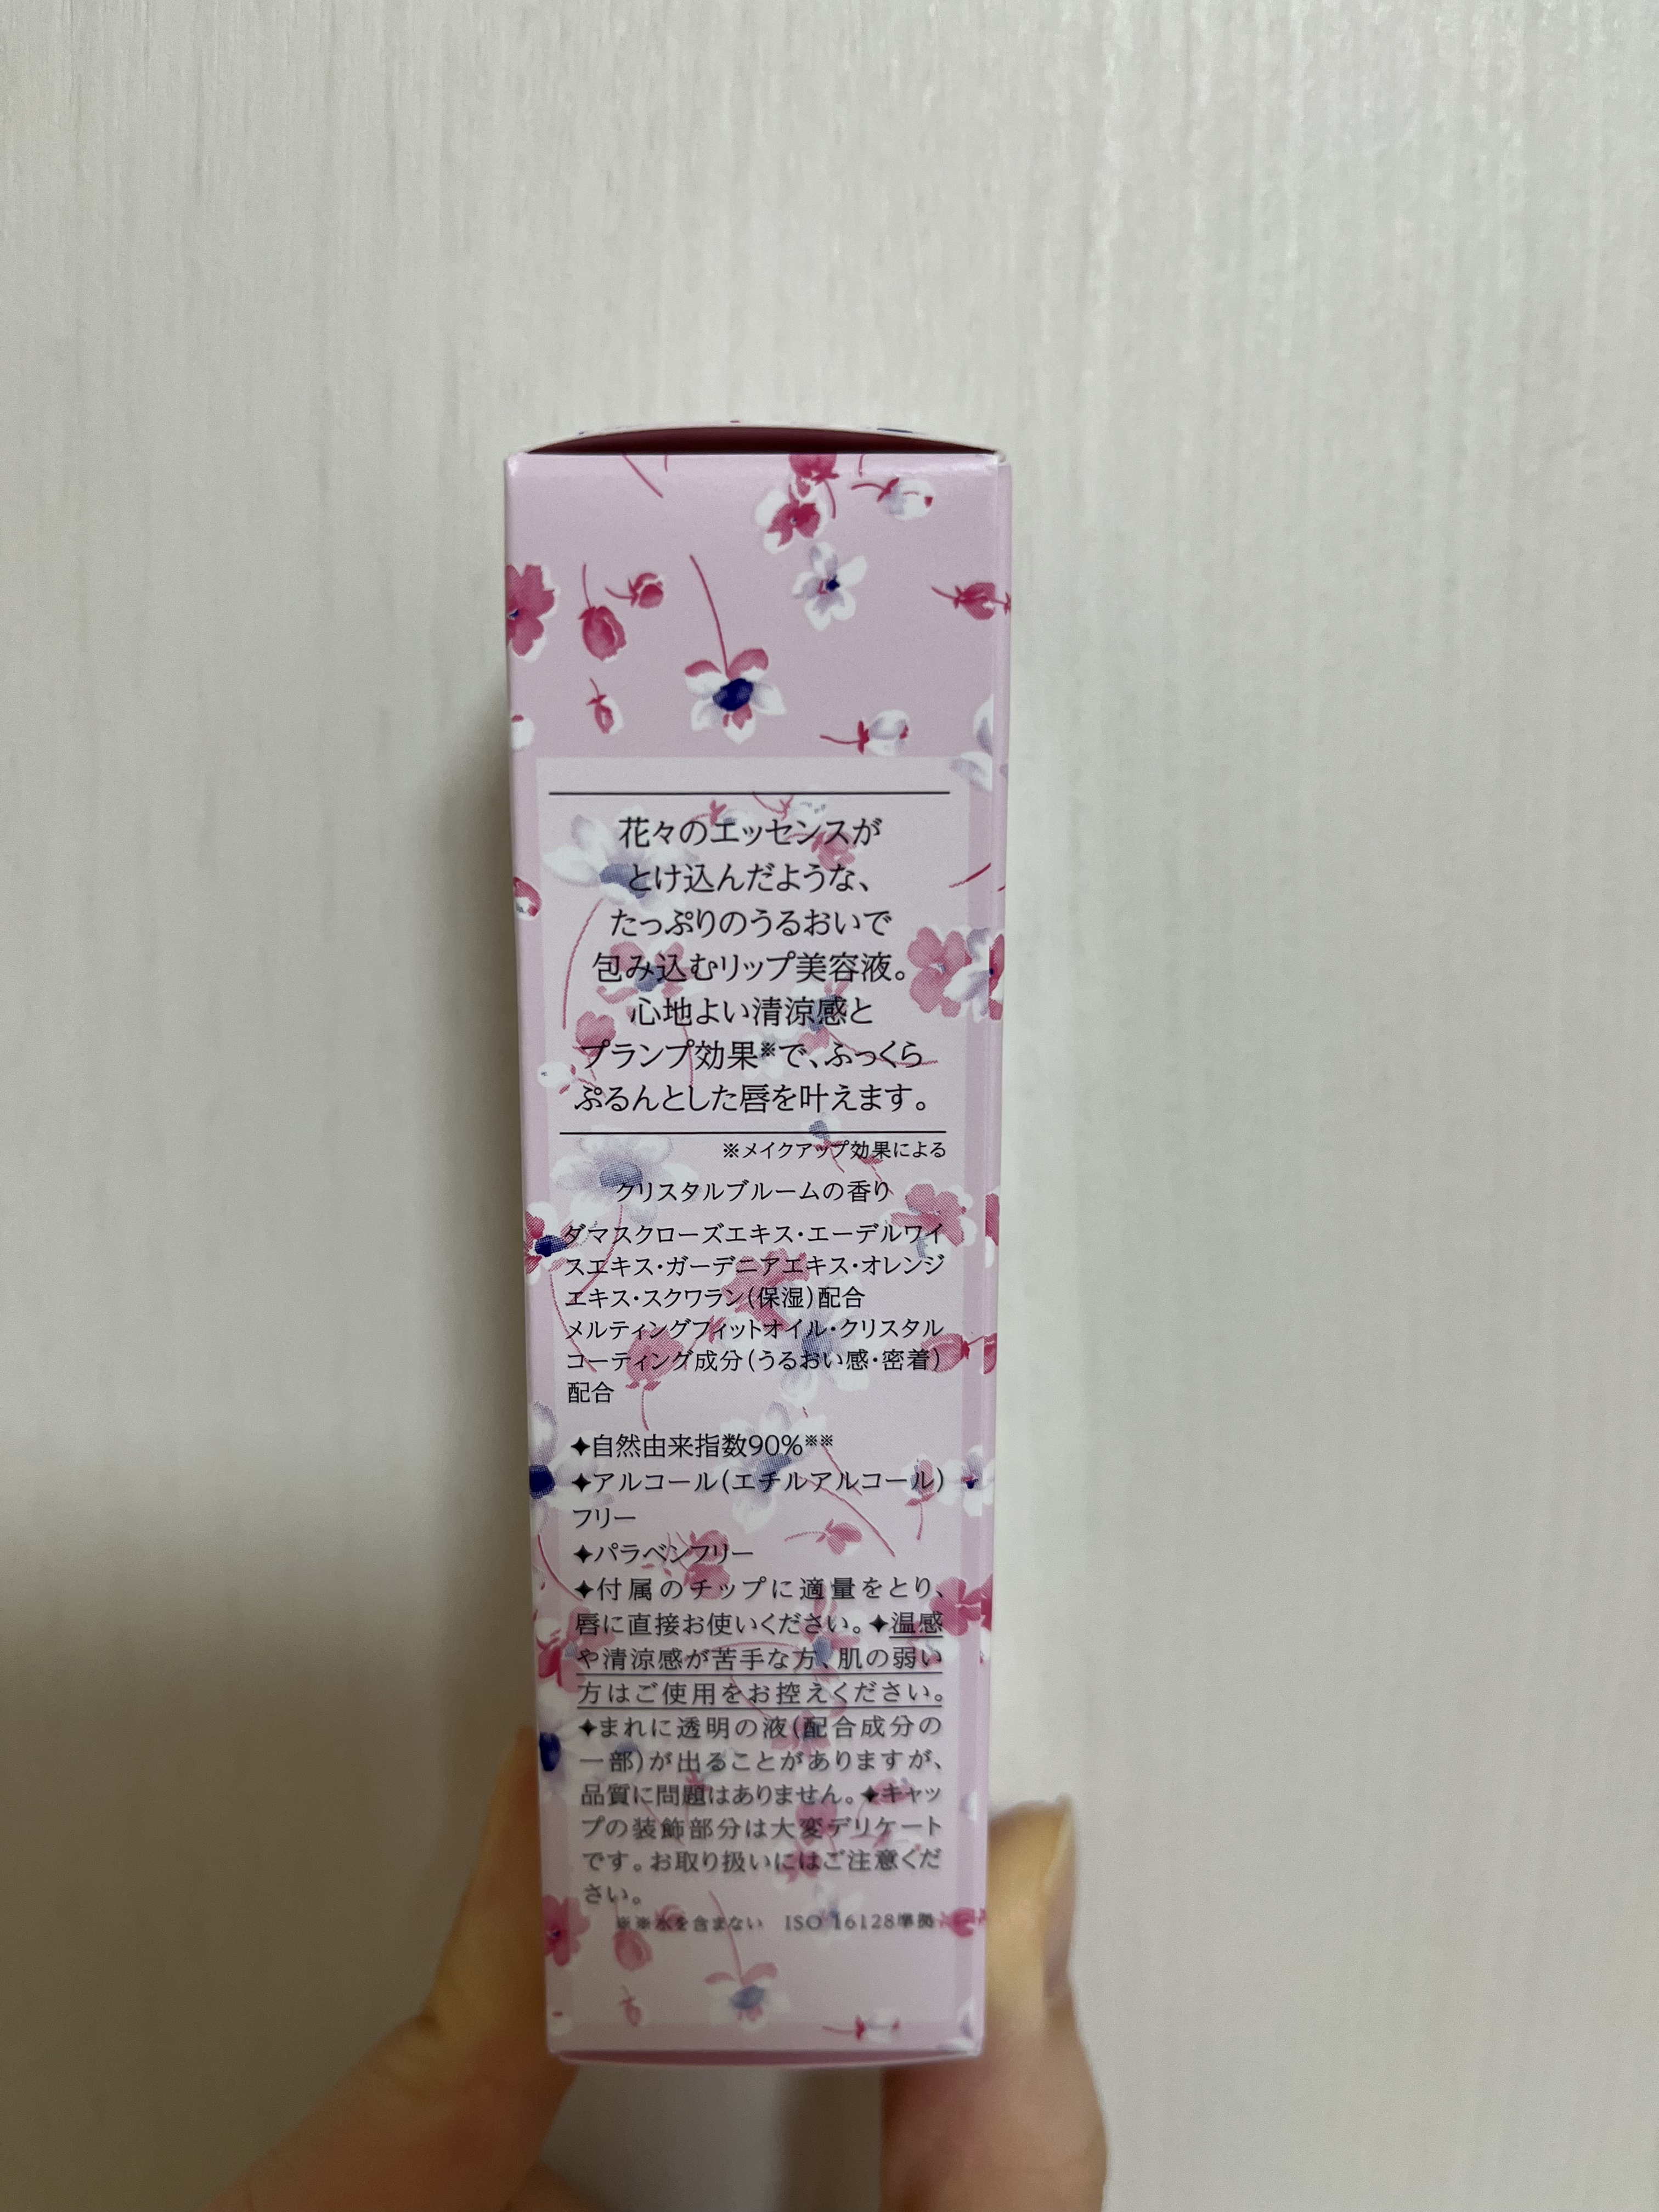 花々のエッセンスが
とけ込んだような、
たっぷりのうるおいで
包み込むリップ美容液。
心地よい清涼感と
プランプ効果※で、ふっくら
ぷるんとした唇を叶えます。
※メイクアップ効果による
クリスタルブルームの香り
ダマスクローズエキス・エーデルワイ
スエキス・ガーデニアエキス・オレンジ
エキス・スクワラン(保湿)配合
メルティングフィットオイル・クリスタル
コーティング成分(うるおい感・密着)
配合
✦自然由来指数90%※※
✦アルコール(エチルアルコール)
フリー
✦パラベンフリー
✦付属のチップに適量をとり、
唇に直接お使いください。✦温感
や清涼感が苦手な方、肌の弱い
方はご使用をお控えください。
✦まれに透明の液(配合成分の
一部)が出ることがありますが、
品質に問題はありません。✦キャッ
プの装飾部分は大変デリケート
です。お取り扱いにはご注意くだ
さい。
※※水を含まない ISO 16128準拠